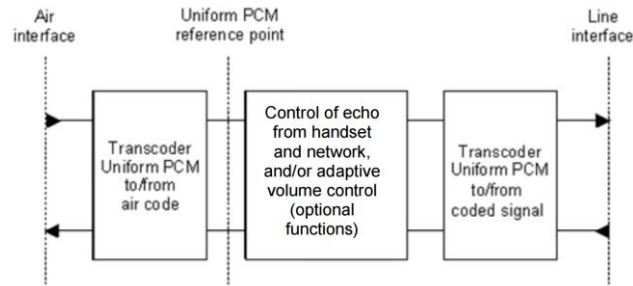 Air
interface
Uniform PCM
reference point
Line
interface
Transcoder
Uniform PCM
to/from
air code
Control of echo
from handset
and network,
and/or adaptive
volume control
(optional
functions)
Transcoder
Uniform PCM
to/from
coded signal